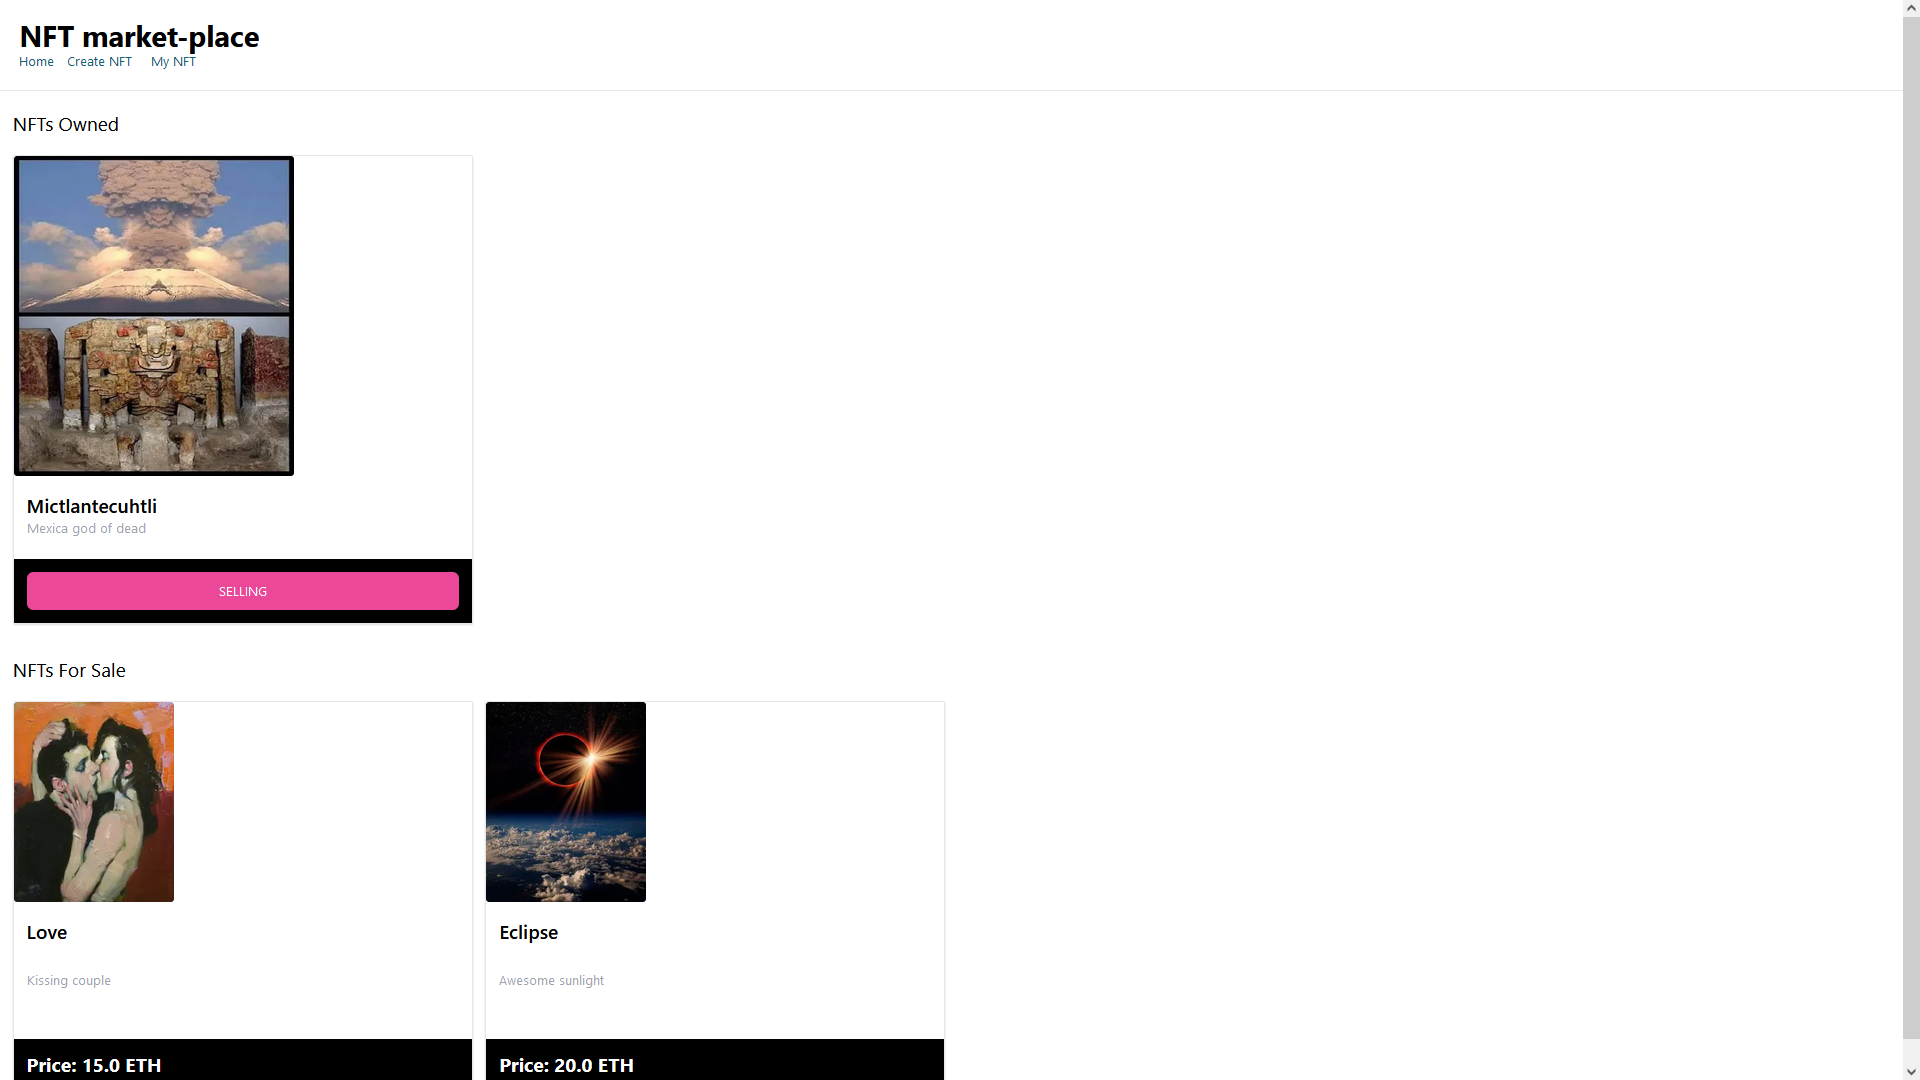 NFT market-place
Home Create NFT My NFT
NFTs Owned
Mictlantecuhtli
Mexica god of dead
SELLING
NFTs For Sale
Love
Kissing couple
Price: 15.0 ETH
Eclipse
Awesome sunlight
Price: 20.0 ETH